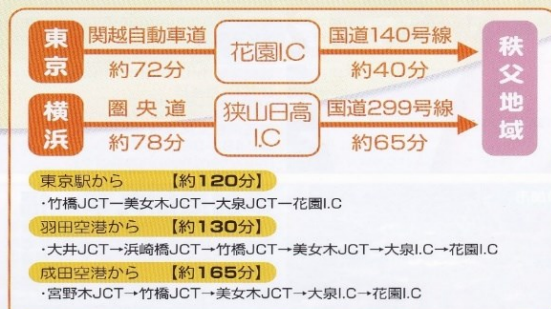 東京 関越自動車道 約72分 花園I.C 国道140号線 約40分 秩父地域
横浜 圏央道 約78分 狭山日高I.C 国道299号線 約65分
東京駅から 【約120分】
・竹橋JCTー美女木JCTー大泉JCTー花園I.C
羽田空港から 【約130分】
・大井JCT→浜崎橋JCT→竹橋JCT→美女木JCT→大泉I.C→花園I.C
成田空港から 【約165分】
・宮野木JCT→竹橋JCT→美女木JCT→大泉I.C→花園I.C